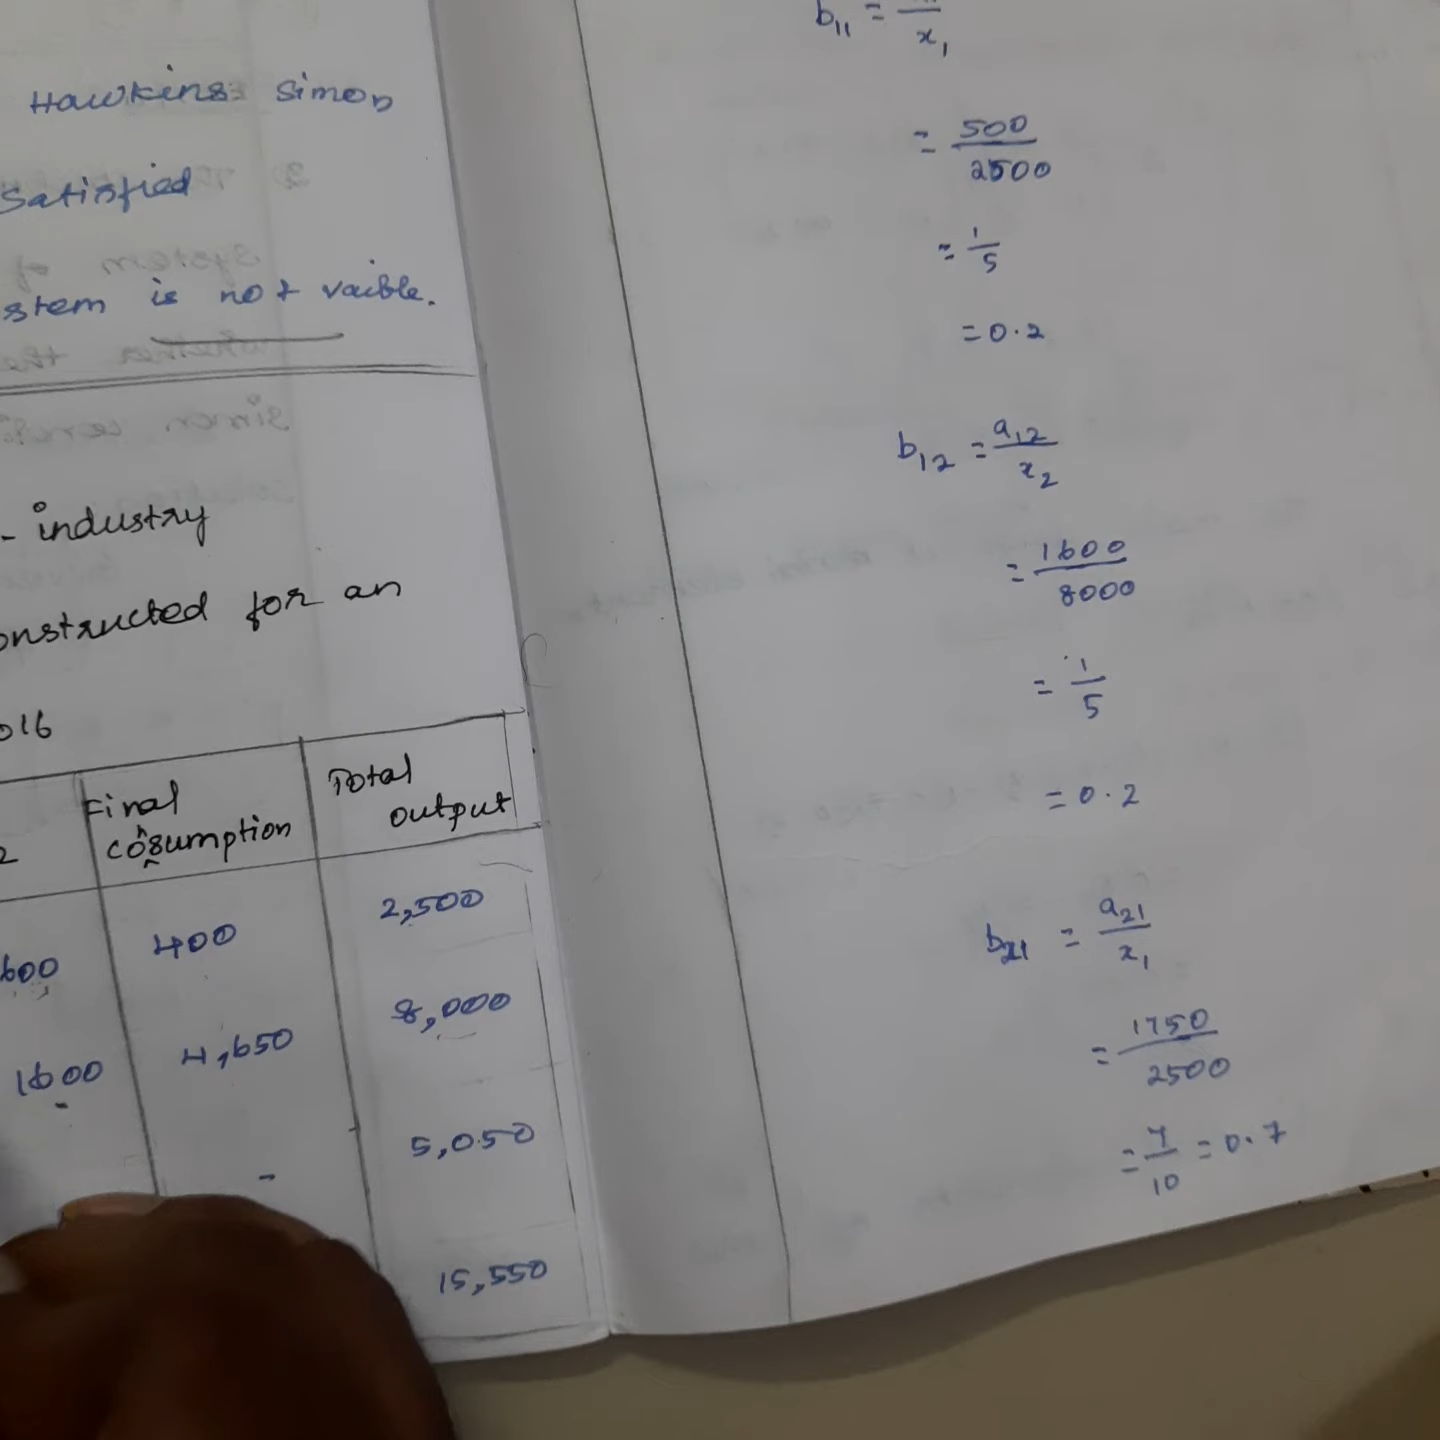 Hawkins simon
Satisfied
stem is not vaible.
- industry
onstructed for an
016
2 Final cosumption Total output
600 400 2,500
1600 4,650 8,000
- 5,050
15,550
b11 = x1
= 500/2500
= 1/5
= 0.2
b12 = a12/x2
= 1600/8000
= 1/5
= 0.2
b21 = a21/x1
= 1750/2500
= 7/10 = 0.7